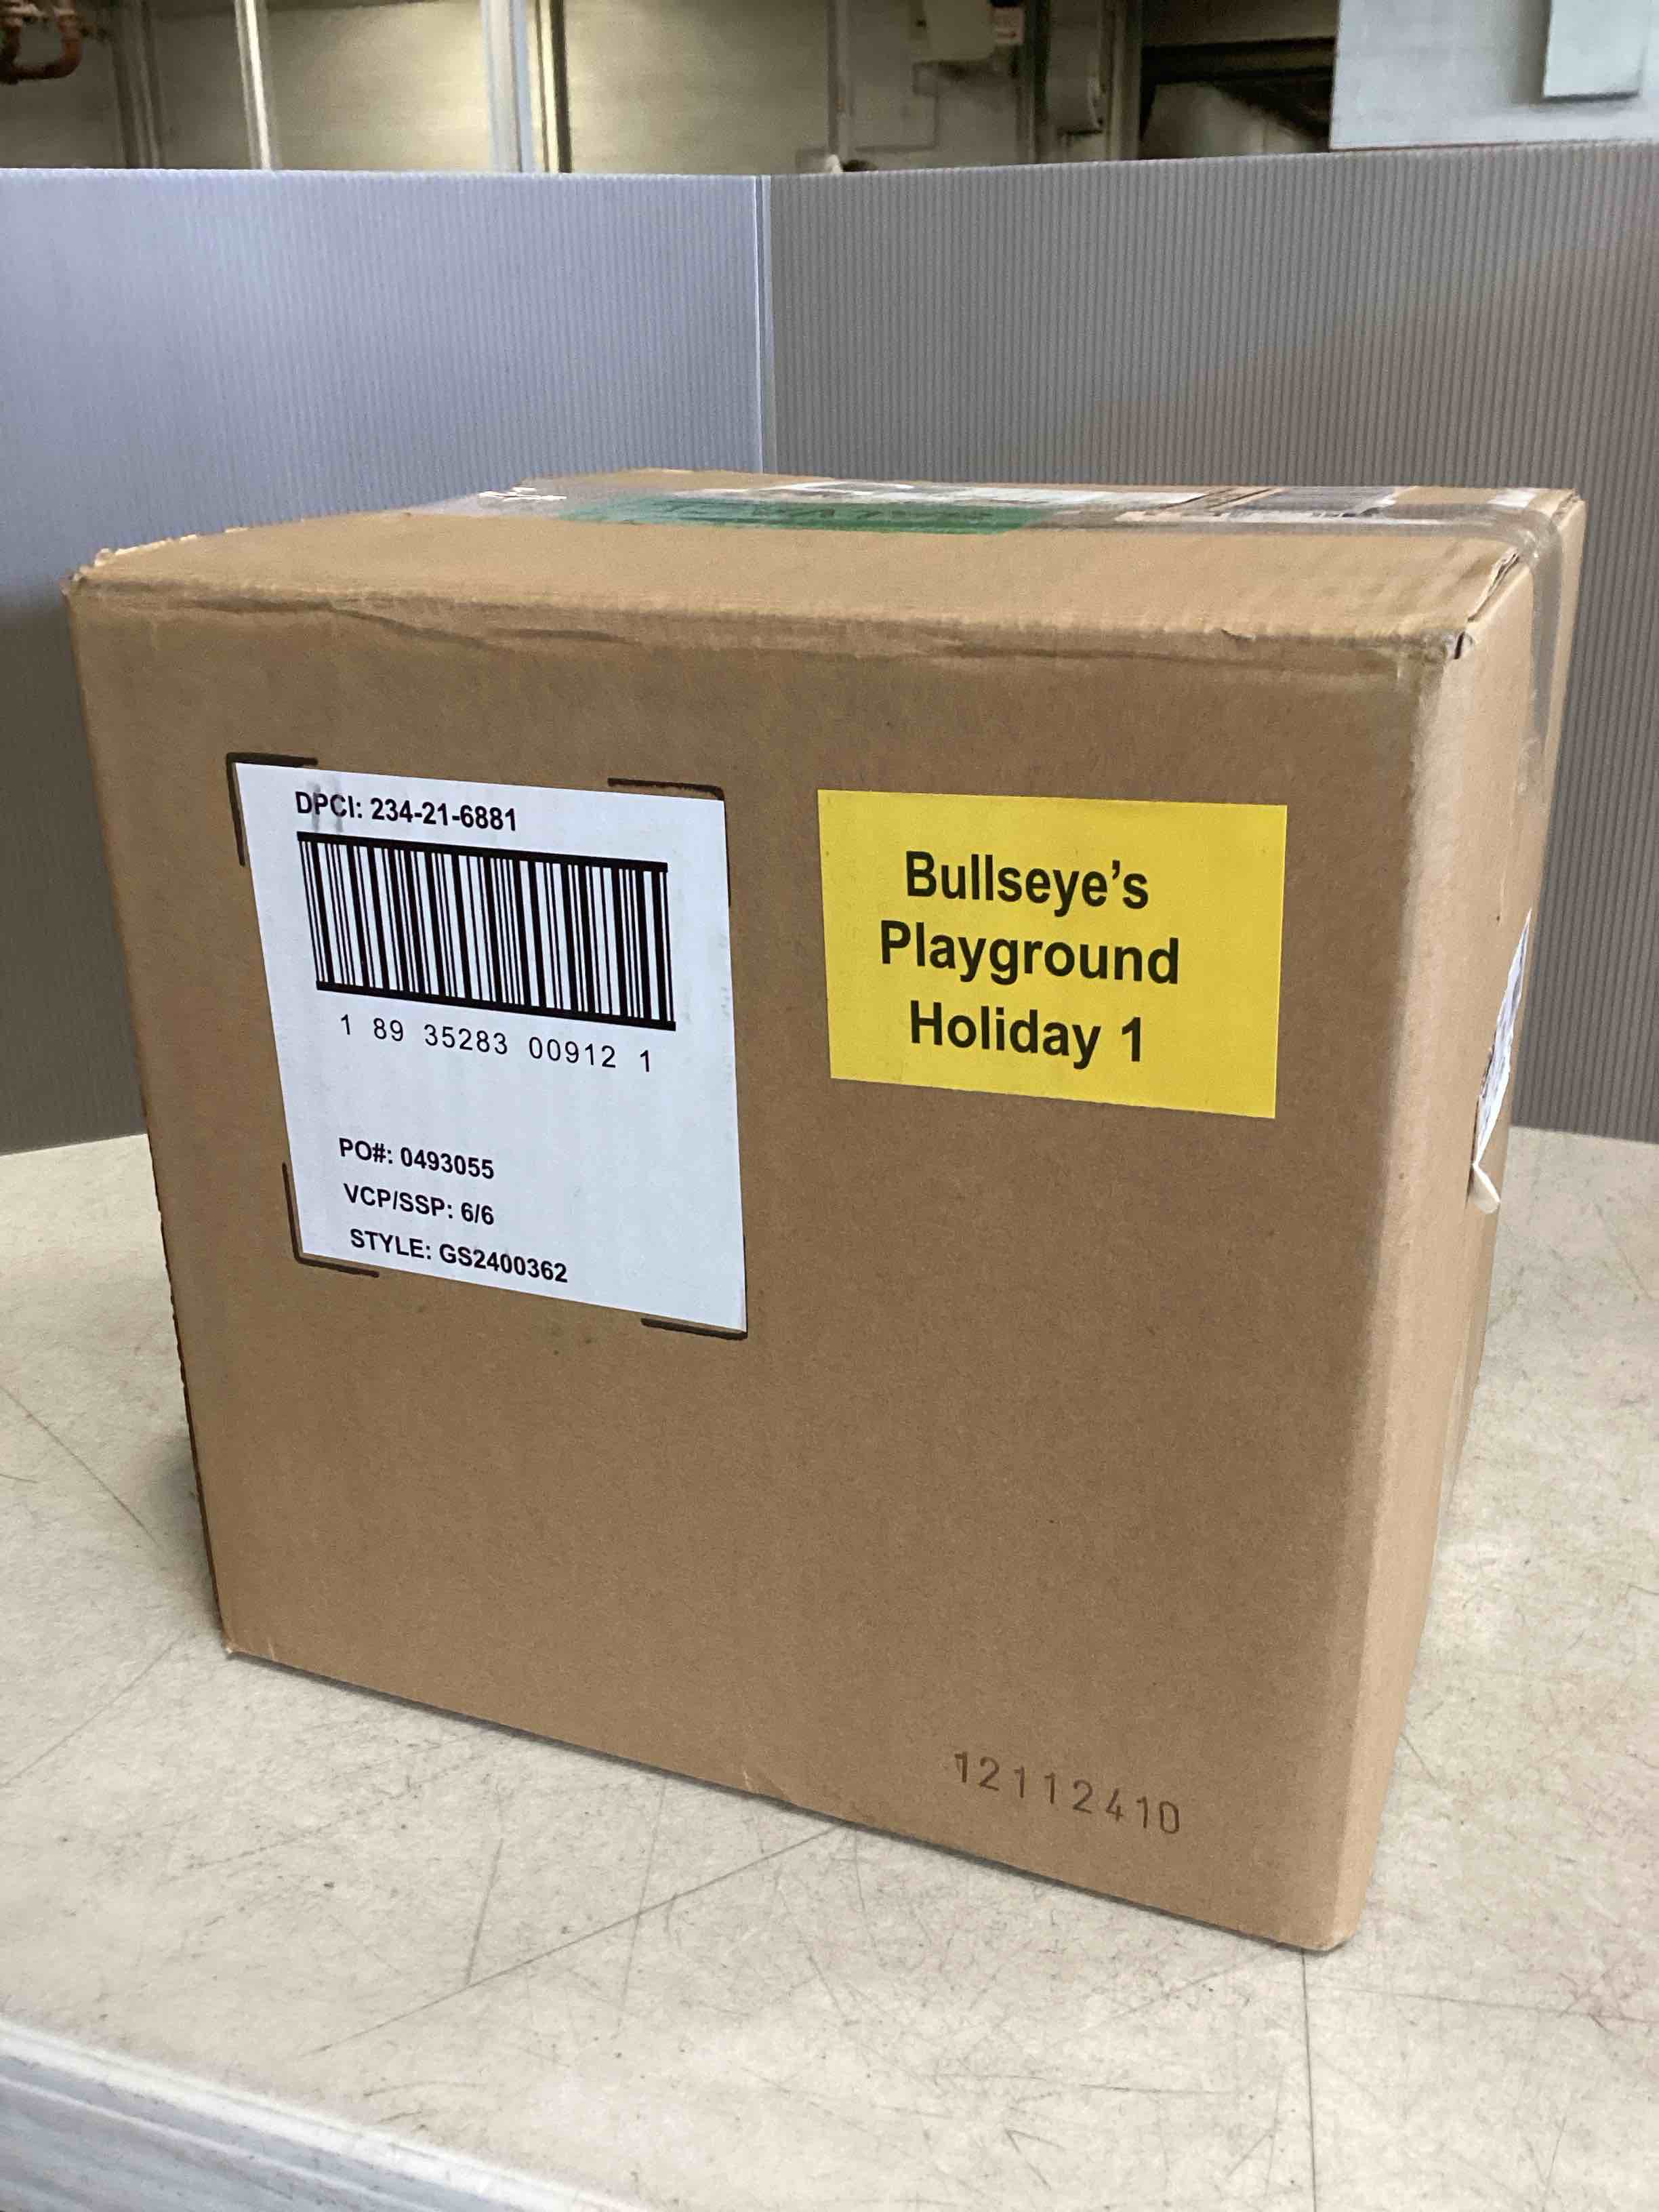 DPCI: 234-21-6881
1 89 35283 00912 1
PO#: 0493055
VCP/SSP: 6/6
STYLE: GS2400362
Bullseye's
Playground
Holiday 1
12112410